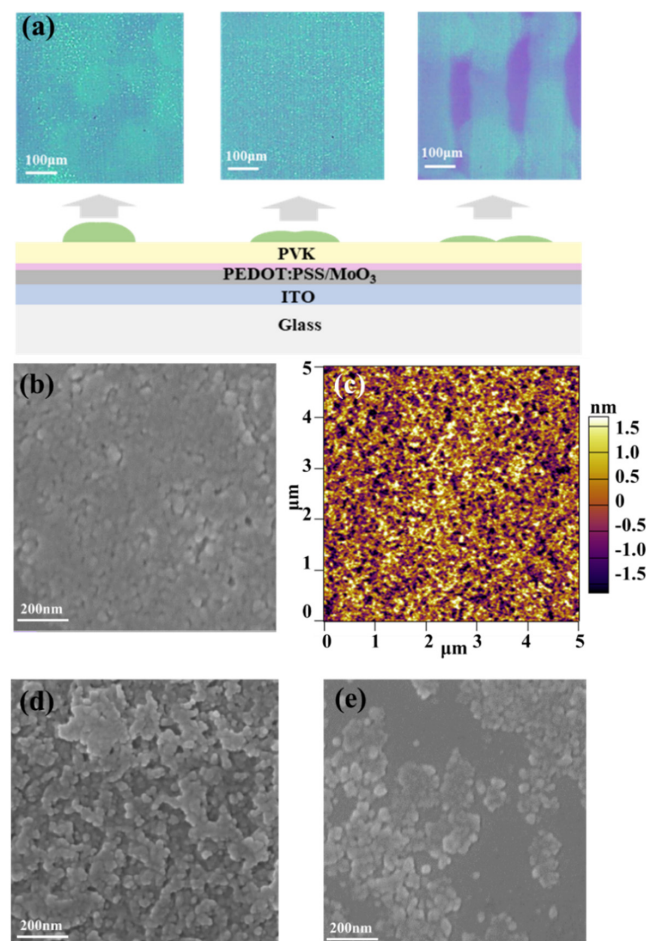 (a)
100μm
100μm
100μm
PVK
PEDOT:PSS/MoO₃
ITO
Glass
(b)
200nm
(c)
5
4
3
2
1
0
μm
0 1 2 3 4 5
μm
nm
1.5
1.0
0.5
0
-0.5
-1.0
-1.5
(d)
200nm
(e)
200nm